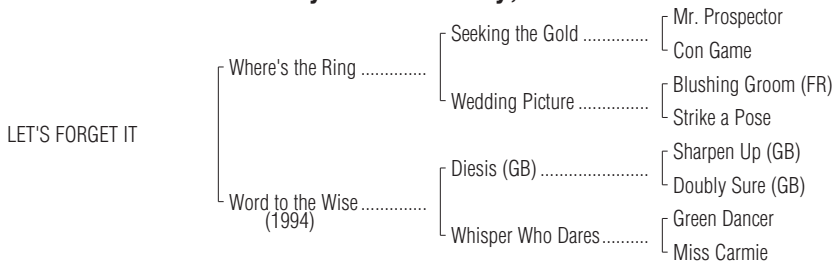 Mr. Prospector
Seeking the Gold ..............
Con Game
Where's the Ring ..............
Blushing Groom (FR)
Wedding Picture ...............
Strike a Pose
LET'S FORGET IT
Sharpen Up (GB)
Diesis (GB) .......................
Doubly Sure (GB)
Word to the Wise ..............
(1994)
Green Dancer
Whisper Who Dares..........
Miss Carmie